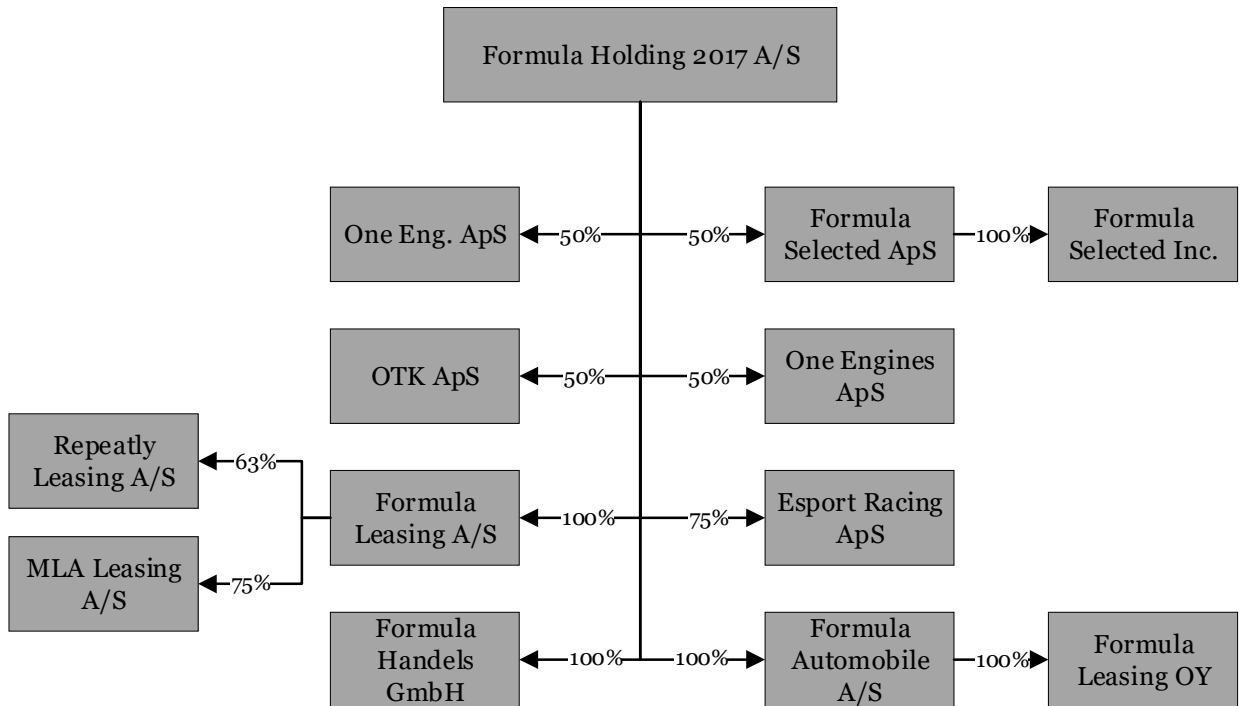 Formula Holding 2017 A/S
One Eng. ApS
50%
50%
Formula
Selected ApS
100%
Formula
Selected Inc.
OTK ApS
50%
50%
One Engines
ApS
Repeatly
Leasing A/S
63%
MLA Leasing
A/S
75%
Formula
Leasing A/S
100%
75%
Esport Racing
ApS
Formula
Handels
GmbH
100%
100%
Formula
Automobile
A/S
100%
Formula
Leasing OY